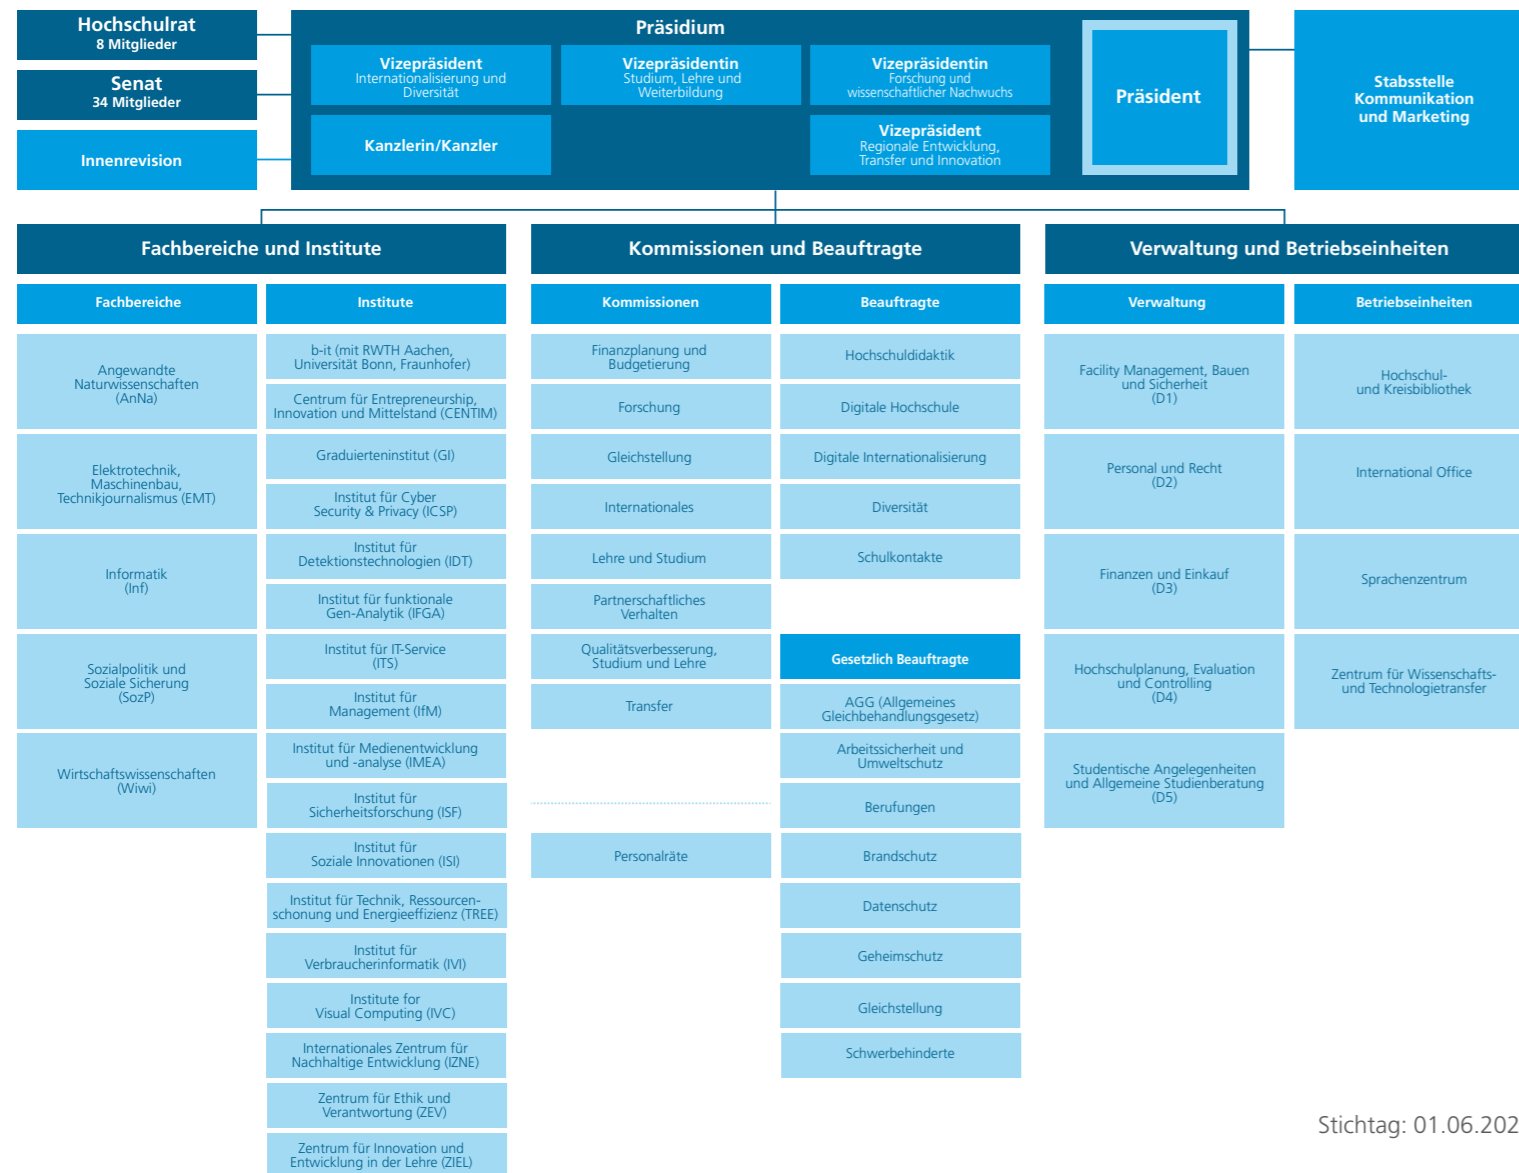 Hochschulrat
8 Mitglieder
Senat
34 Mitglieder
Innenrevision
Präsidium
Vizepräsident
Internationalisierung und
Diversität
Vizepräsidentin
Studium, Lehre und
Weiterbildung
Vizepräsidentin
Forschung und
wissenschaftlicher Nachwuchs
Kanzlerin/Kanzler
Vizepräsident
Regionale Entwicklung,
Transfer und Innovation
Präsident
Stabsstelle
Kommunikation
und Marketing
Fachbereiche und Institute
Fachbereiche
Angewandte
Naturwissenschaften
(AnNa)
Elektrotechnik,
Maschinenbau,
Technikjournalismus (EMT)
Informatik
(Inf)
Sozialpolitik und
Soziale Sicherung
(SozP)
Wirtschaftswissenschaften
(Wiwi)
Institute
b-it (mit RWTH Aachen,
Universität Bonn, Fraunhofer)
Centrum für Entrepreneurship,
Innovation und Mittelstand (CENTIM)
Graduierteninstitut (GI)
Institut für Cyber
Security & Privacy (ICSP)
Institut für
Detektionstechnologien (IDT)
Institut für funktionale
Gen-Analytik (IFGA)
Institut für IT-Service
(ITS)
Institut für
Management (IfM)
Institut für Medienentwicklung
und -analyse (IMEA)
Institut für
Sicherheitsforschung (ISF)
Institut für
Soziale Innovationen (ISI)
Institut für Technik, Ressourcen-
schonung und Energieeffizienz (TREE)
Institut für
Verbraucherinformatik (IVI)
Institute for
Visual Computing (IVC)
Internationales Zentrum für
Nachhaltige Entwicklung (IZNE)
Zentrum für Ethik und
Verantwortung (ZEV)
Zentrum für Innovation und
Entwicklung in der Lehre (ZIEL)
Kommissionen und Beauftragte
Kommissionen
Finanzplanung und
Budgetierung
Forschung
Gleichstellung
Internationales
Lehre und Studium
Partnerschaftliches
Verhalten
Qualitätsverbesserung,
Studium und Lehre
Transfer
Personalräte
Beauftragte
Hochschuldidaktik
Digitale Hochschule
Digitale Internationalisierung
Diversität
Schulkontakte
Gesetzlich Beauftragte
AGG (Allgemeines
Gleichbehandlungsgesetz)
Arbeitssicherheit und
Umweltschutz
Berufungen
Brandschutz
Datenschutz
Geheimschutz
Gleichstellung
Schwerbehinderte
Verwaltung und Betriebseinheiten
Verwaltung
Facility Management, Bauen
und Sicherheit
(D1)
Personal und Recht
(D2)
Finanzen und Einkauf
(D3)
Hochschulplanung, Evaluation
und Controlling
(D4)
Studentische Angelegenheiten
und Allgemeine Studienberatung
(D5)
Betriebseinheiten
Hochschul-
und Kreisbibliothek
International Office
Sprachenzentrum
Zentrum für Wissenschafts-
und Technologietransfer
Stichtag: 01.06.202